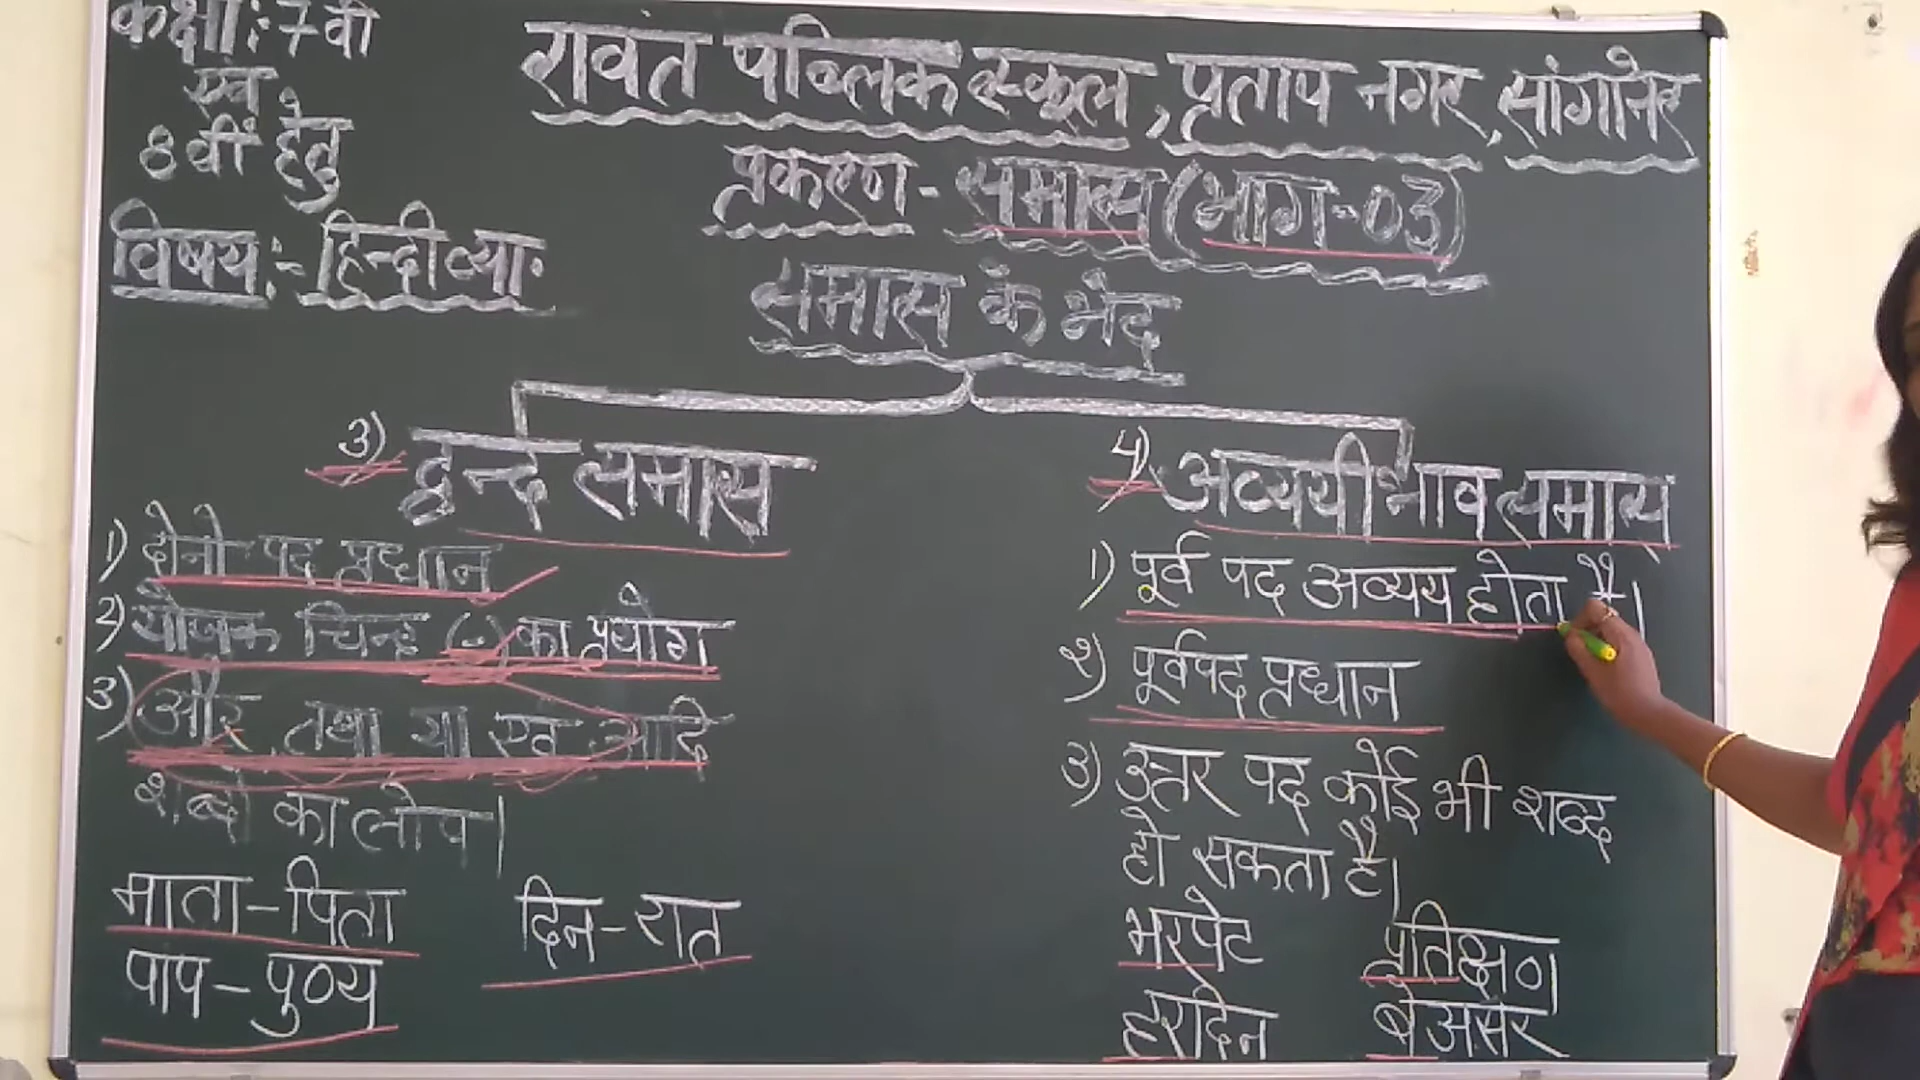 कक्षा: 7वीं
एवं
8वीं हेतु
विषय:- हिन्दी व्या.
रावत पब्लिक स्कूल, प्रताप नगर, सांगानेर
प्रकरण - समास (भाग-03)
समास के भेद
3) द्वन्द समास
1) दोनों पद प्रधान
2) योजक चिन्ह (-) का प्रयोग
3) और, तथा या एवं आदि
शब्दों का लोप।
माता-पिता दिन-रात
पाप-पुण्य
4) अव्ययीभाव समास
1) पूर्व पद अव्यय होता है।
२) पूर्वपद प्रधान
3) उत्तर पद कोई भी शब्द
हो सकता है।
भरपेट प्रतिक्षण
हरदिन बेअसर